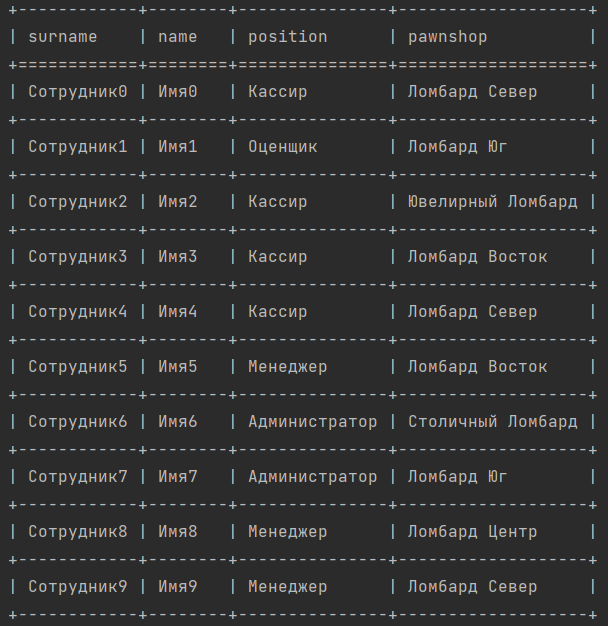 +------------+--------+---------------+-------------------+
| surname    | name   | position      | pawnshop          |
+============+========+===============+===================+
| Сотрудник0 | Имя0   | Кассир        | Ломбард Север     |
+------------+--------+---------------+-------------------+
| Сотрудник1 | Имя1   | Оценщик       | Ломбард Юг        |
+------------+--------+---------------+-------------------+
| Сотрудник2 | Имя2   | Кассир        | Ювелирный Ломбард |
+------------+--------+---------------+-------------------+
| Сотрудник3 | Имя3   | Кассир        | Ломбард Восток    |
+------------+--------+---------------+-------------------+
| Сотрудник4 | Имя4   | Кассир        | Ломбард Север     |
+------------+--------+---------------+-------------------+
| Сотрудник5 | Имя5   | Менеджер      | Ломбард Восток    |
+------------+--------+---------------+-------------------+
| Сотрудник6 | Имя6   | Администратор | Столичный Ломбард |
+------------+--------+---------------+-------------------+
| Сотрудник7 | Имя7   | Администратор | Ломбард Юг        |
+------------+--------+---------------+-------------------+
| Сотрудник8 | Имя8   | Менеджер      | Ломбард Центр     |
+------------+--------+---------------+-------------------+
| Сотрудник9 | Имя9   | Менеджер      | Ломбард Север     |
+------------+--------+---------------+-------------------+